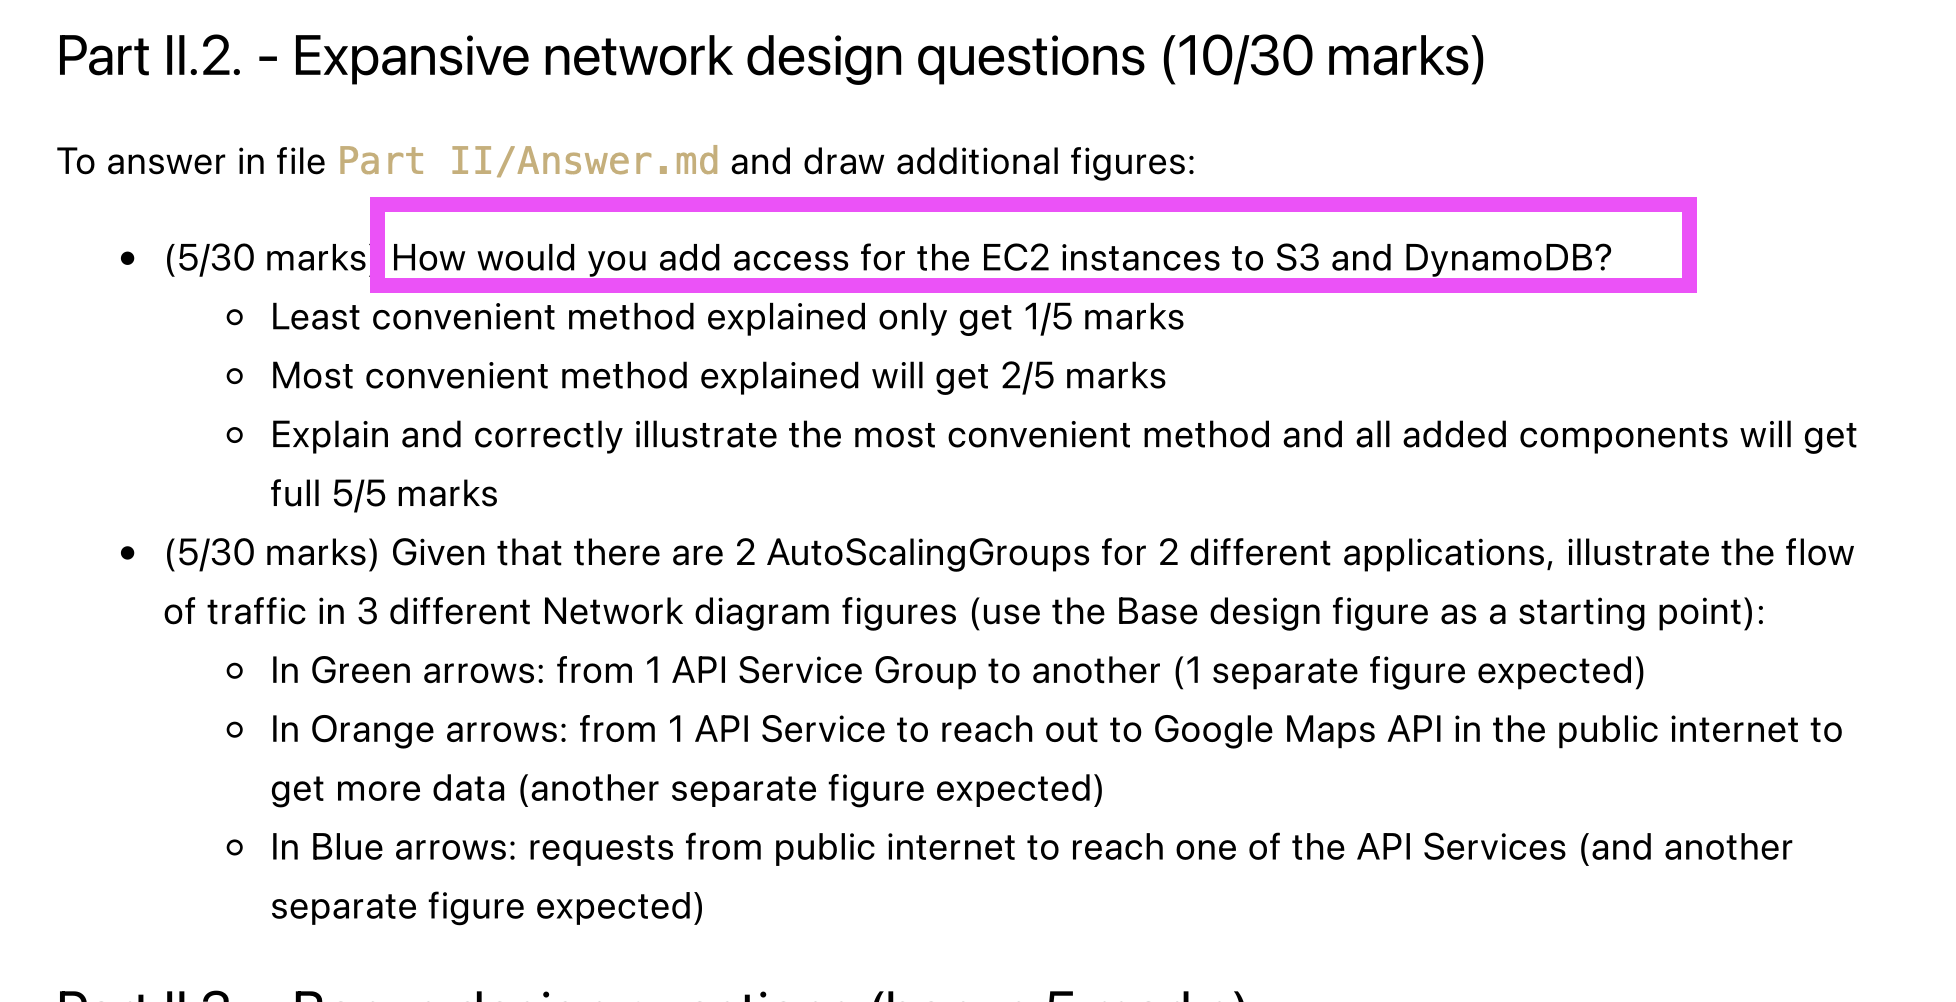 Part II.2. - Expansive network design questions (10/30 marks)
To answer in file Part II/Answer.md and draw additional figures:
• (5/30 marks) How would you add access for the EC2 instances to S3 and DynamoDB?
◦ Least convenient method explained only get 1/5 marks
◦ Most convenient method explained will get 2/5 marks
◦ Explain and correctly illustrate the most convenient method and all added components will get
full 5/5 marks
• (5/30 marks) Given that there are 2 AutoScalingGroups for 2 different applications, illustrate the flow
of traffic in 3 different Network diagram figures (use the Base design figure as a starting point):
◦ In Green arrows: from 1 API Service Group to another (1 separate figure expected)
◦ In Orange arrows: from 1 API Service to reach out to Google Maps API in the public internet to
get more data (another separate figure expected)
◦ In Blue arrows: requests from public internet to reach one of the API Services (and another
separate figure expected)